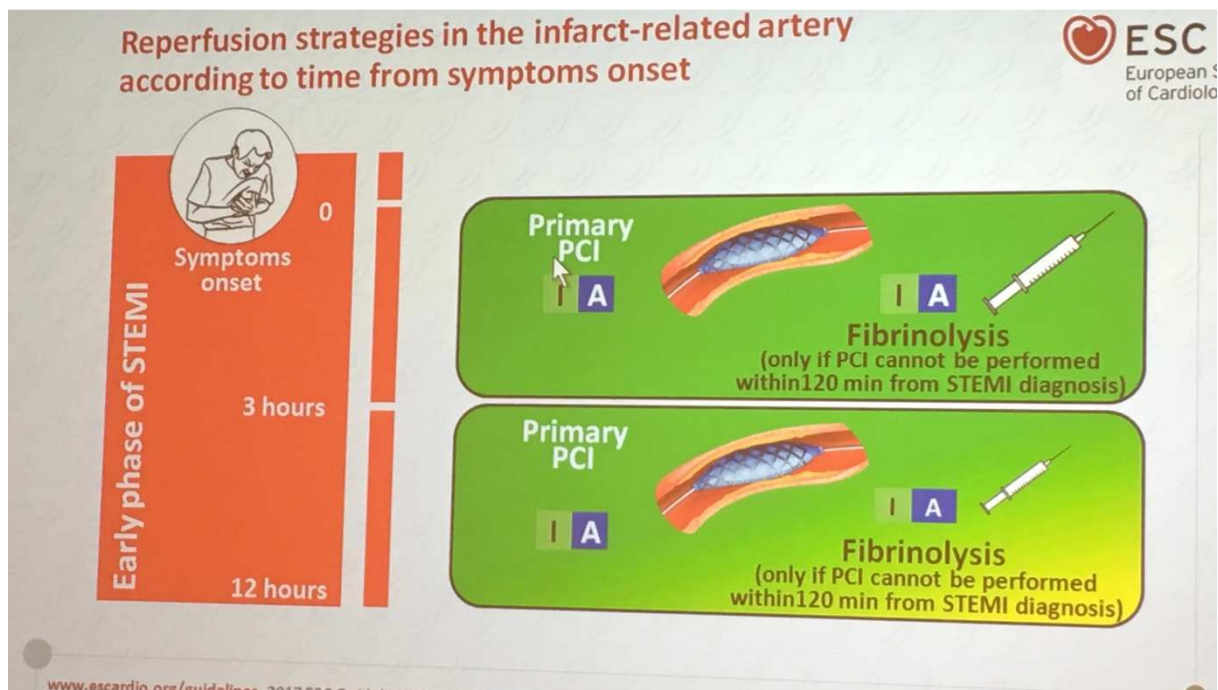 Reperfusion strategies in the infarct-related artery
according to time from symptoms onset
ESC
European
of
0
Symptoms
onset
Early phase of STEMI
3 hours
12 hours
Primary
PCI
I A
I A
Fibrinolysis
(only if PCI cannot be performed
within120 min from STEMI diagnosis)
Primary
PCI
I A
I A
Fibrinolysis
(only if PCI cannot be performed
within120 min from STEMI diagnosis)